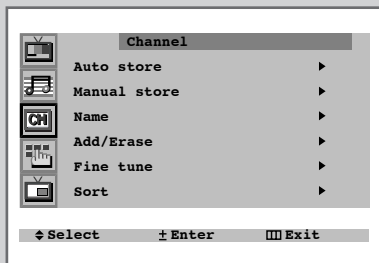 Channel
Auto store
Manual store
CH
Name
Add/Erase
Fine tune
Sort
Select ± Enter Exit